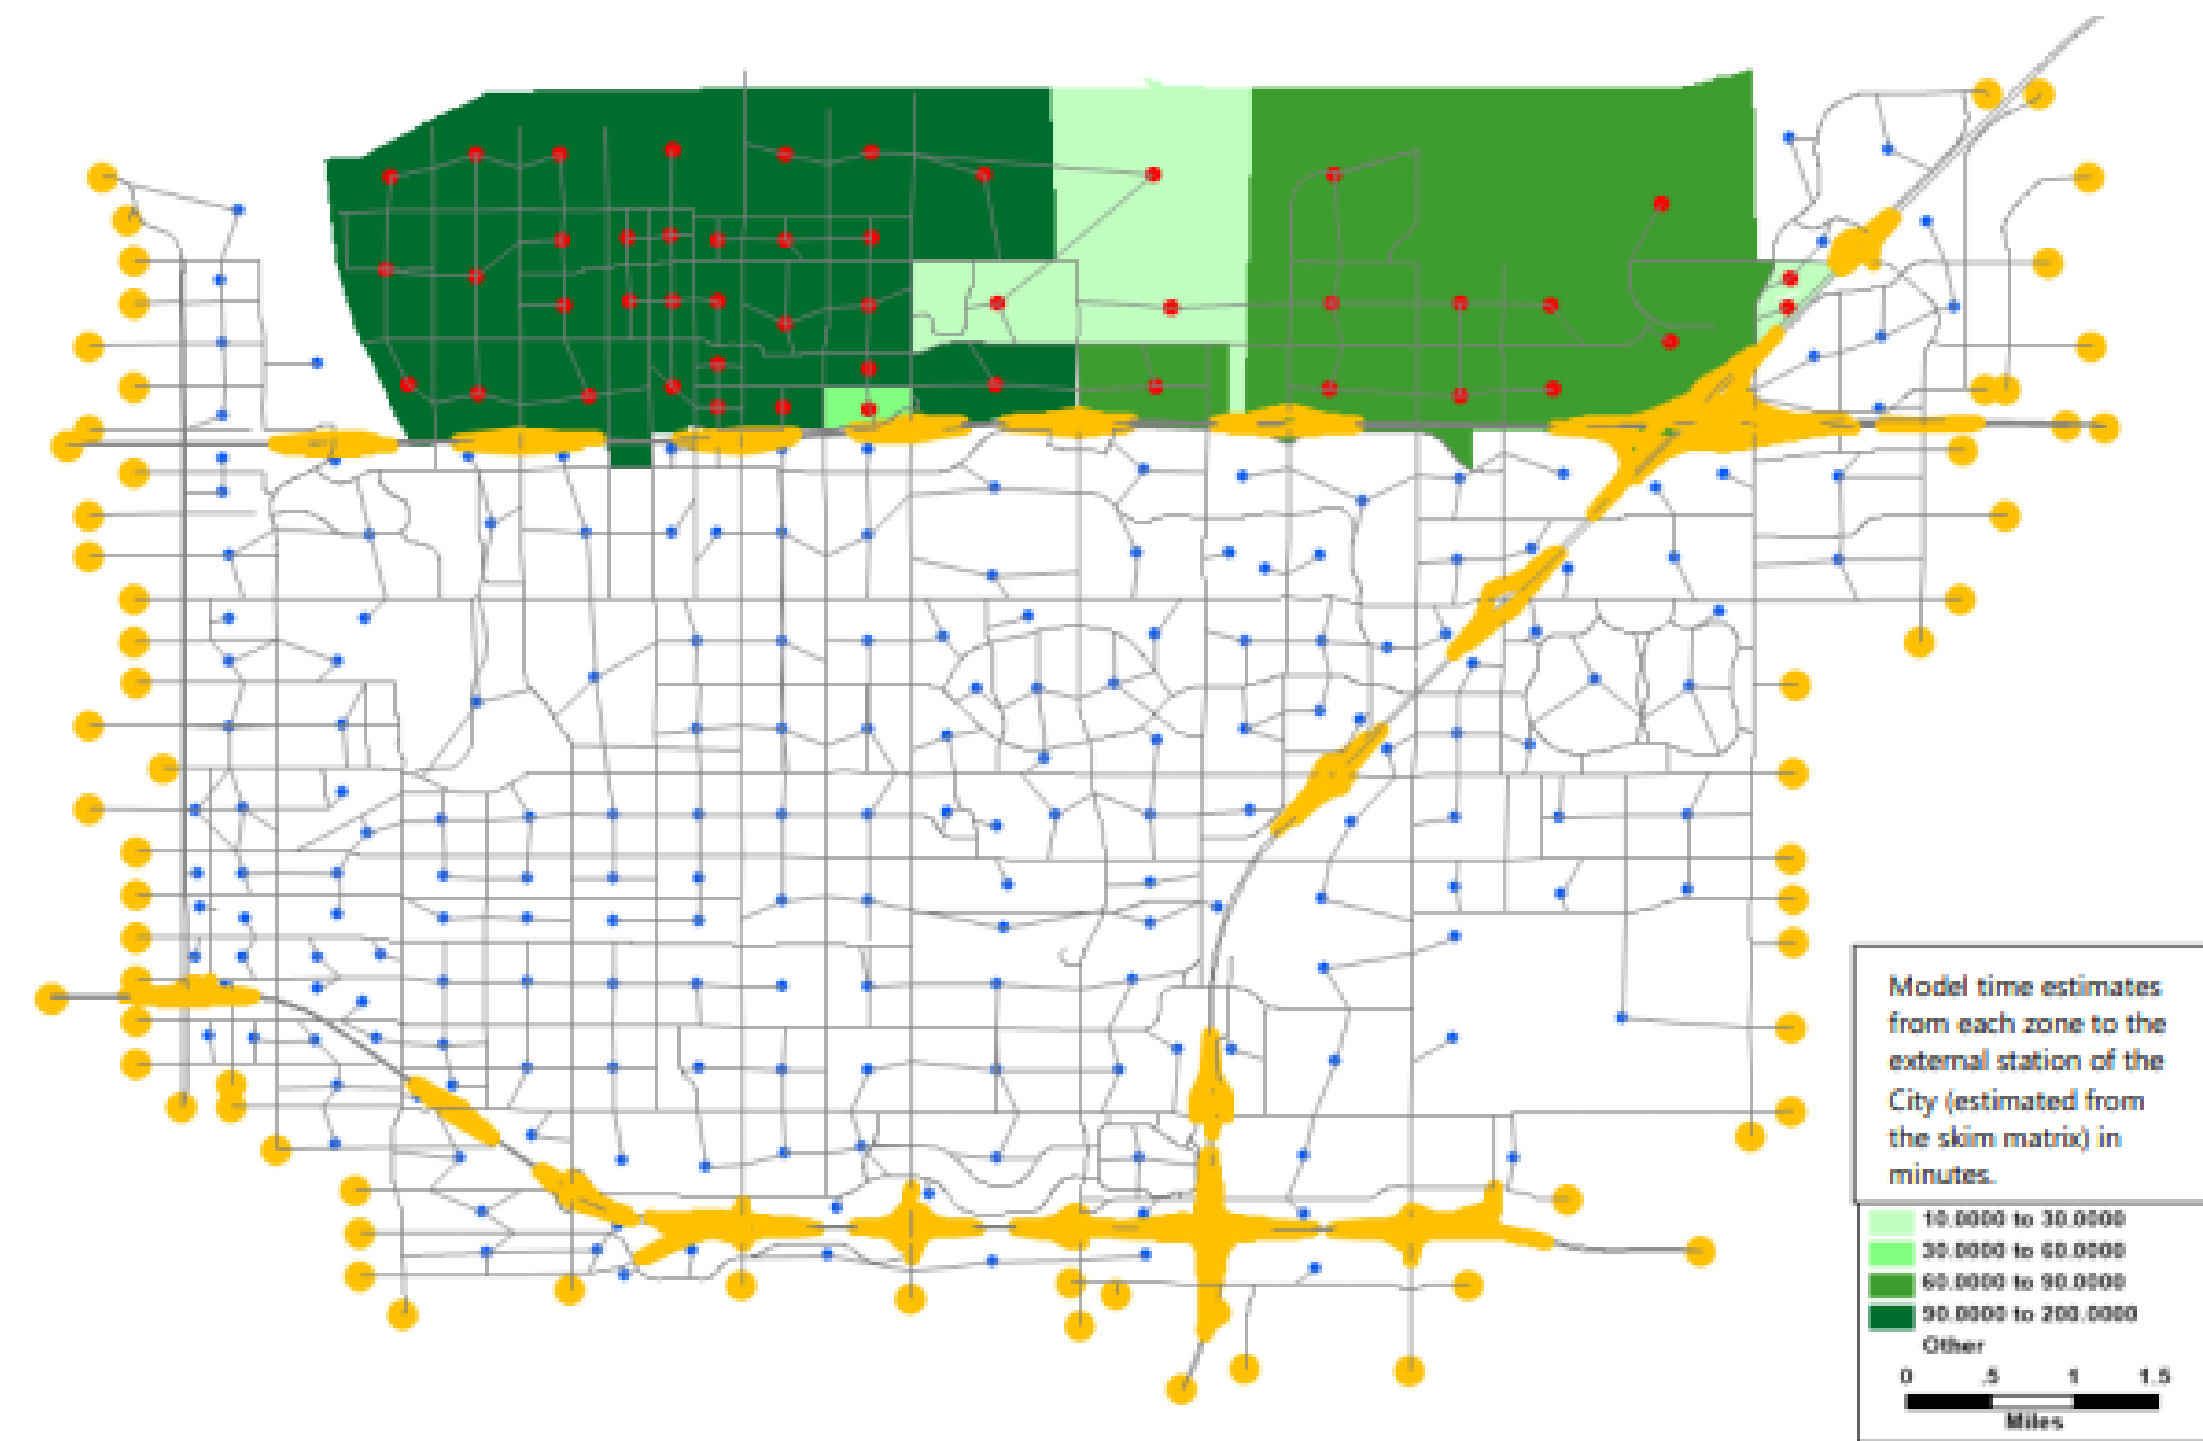 Model time estimates
from each zone to the
external station of the
City (estimated from
the skim matrix) in
minutes.
10.0000 to 30.0000
30.0000 to 60.0000
60.0000 to 90.0000
90.0000 to 200.0000
Other
0 .5 1 1.5
Miles